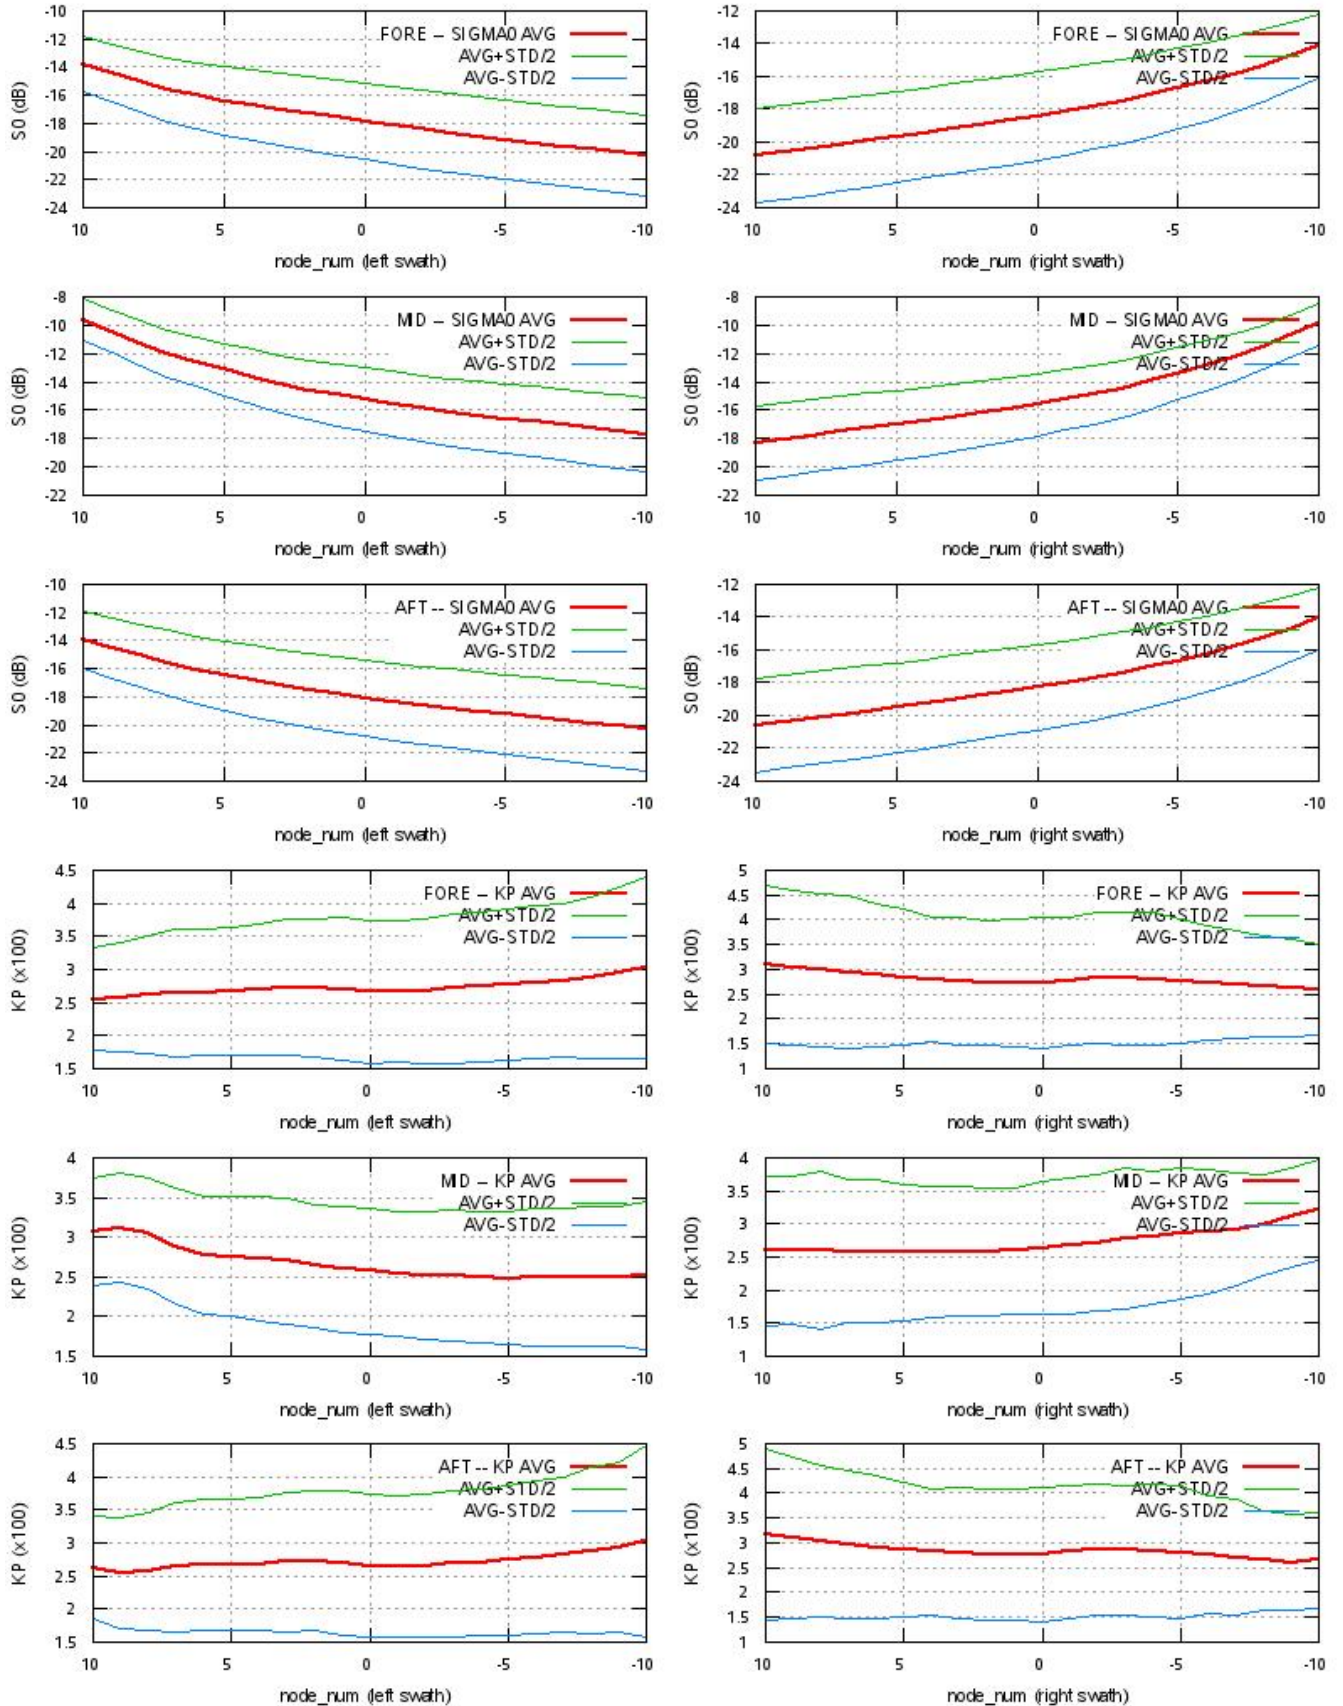 -10
-12
-14
-16
-18
-20
-22
-24
S0 (dB)
FORE -- SIGMA0 AVG
AVG+STD/2
AVG-STD/2
10 5 0 -5 -10
node_num (left swath)
-12
-14
-16
-18
-20
-22
-24
S0 (dB)
FORE -- SIGMA0 AVG
AVG+STD/2
AVG-STD/2
10 5 0 -5 -10
node_num (right swath)
-8
-10
-12
-14
-16
-18
-20
-22
S0 (dB)
MID -- SIGMA0 AVG
AVG+STD/2
AVG-STD/2
10 5 0 -5 -10
node_num (left swath)
-8
-10
-12
-14
-16
-18
-20
-22
S0 (dB)
MID -- SIGMA0 AVG
AVG+STD/2
AVG-STD/2
10 5 0 -5 -10
node_num (right swath)
-10
-12
-14
-16
-18
-20
-22
-24
S0 (dB)
AFT -- SIGMA0 AVG
AVG+STD/2
AVG-STD/2
10 5 0 -5 -10
node_num (left swath)
-12
-14
-16
-18
-20
-22
-24
S0 (dB)
AFT -- SIGMA0 AVG
AVG+STD/2
AVG-STD/2
10 5 0 -5 -10
node_num (right swath)
4.5
4
3.5
3
2.5
2
1.5
KP (x100)
FORE -- KP AVG
AVG+STD/2
AVG-STD/2
10 5 0 -5 -10
node_num (left swath)
5
4.5
4
3.5
3
2.5
2
1.5
1
KP (x100)
FORE -- KP AVG
AVG+STD/2
AVG-STD/2
10 5 0 -5 -10
node_num (right swath)
4
3.5
3
2.5
2
1.5
KP (x100)
MID -- KP AVG
AVG+STD/2
AVG-STD/2
10 5 0 -5 -10
node_num (left swath)
4
3.5
3
2.5
2
1.5
1
KP (x100)
MID -- KP AVG
AVG+STD/2
AVG-STD/2
10 5 0 -5 -10
node_num (right swath)
4.5
4
3.5
3
2.5
2
1.5
KP (x100)
AFT -- KP AVG
AVG+STD/2
AVG-STD/2
10 5 0 -5 -10
node_num (left swath)
5
4.5
4
3.5
3
2.5
2
1.5
1
KP (x100)
AFT -- KP AVG
AVG+STD/2
AVG-STD/2
10 5 0 -5 -10
node_num (right swath)